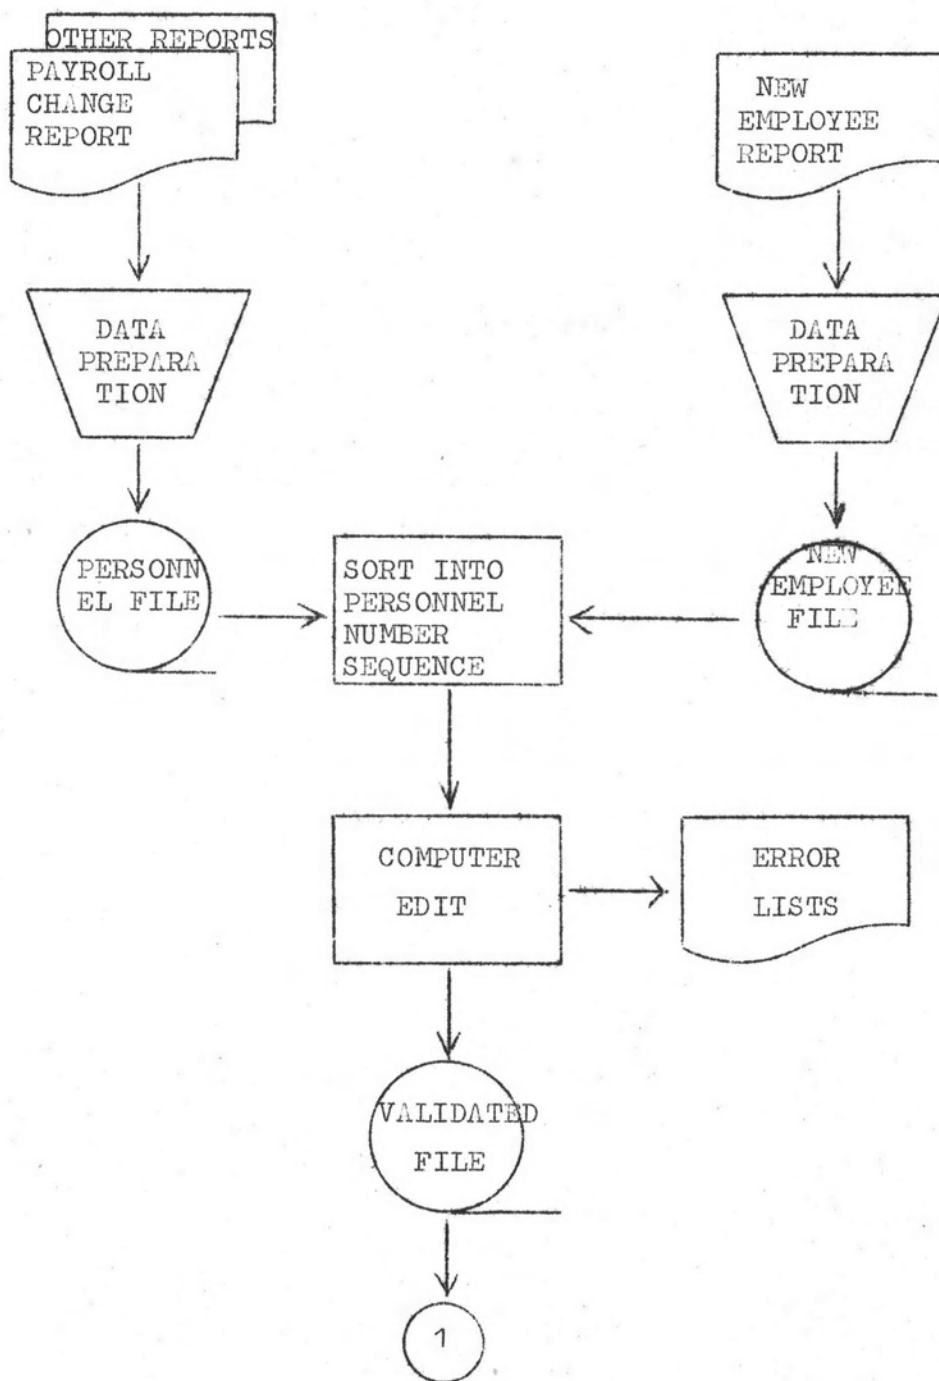 OTHER REPORTS
PAYROLL
CHANGE
REPORT
NEW
EMPLOYEE
REPORT
DATA
PREPARA
TION
DATA
PREPARA
TION
PERSONN
EL FILE
SORT INTO
PERSONNEL
NUMBER
SEQUENCE
NEW
EMPLOYEE
FILE
COMPUTER
EDIT
ERROR
LISTS
VALIDATED
FILE
1